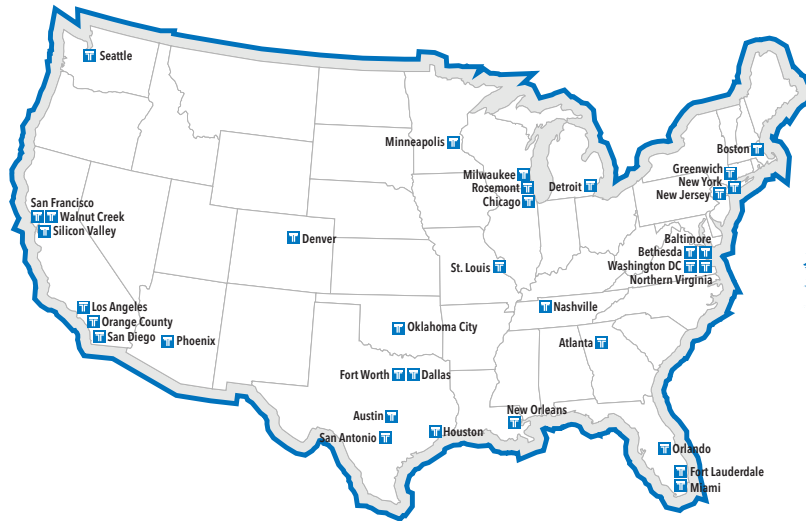 Seattle
Minneapolis
Boston
Milwaukee
Greenwich
Rosemont
Detroit
New York
New Jersey
Chicago
San Francisco
Walnut Creek
Silicon Valley
Denver
Baltimore
Bethesda
St. Louis
Washington DC
Northern Virginia
Los Angeles
Nashville
Orange County
Oklahoma City
San Diego
Phoenix
Atlanta
Fort Worth
Dallas
New Orleans
Austin
Houston
San Antonio
Orlando
Fort Lauderdale
Miami